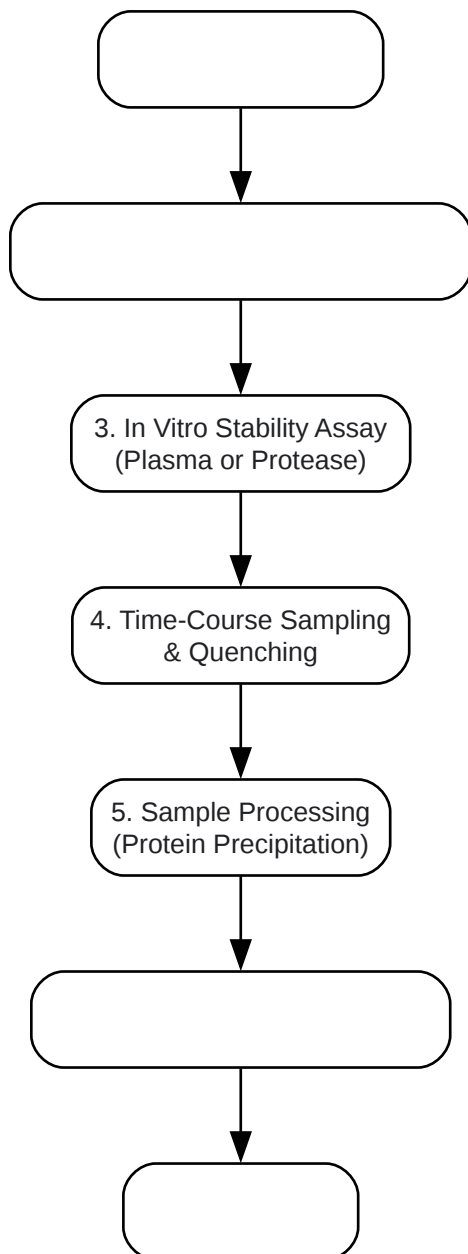 3. In Vitro Stability Assay
(Plasma or Protease)
4. Time-Course Sampling
& Quenching
5. Sample Processing
(Protein Precipitation)